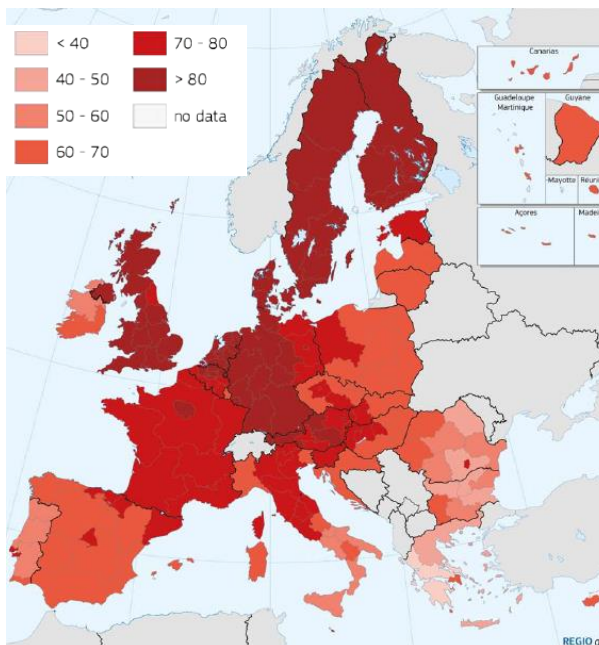 < 40
70 - 80
40 - 50
> 80
50 - 60
no data
60 - 70
Canarias
Guadeloupe
Martinique
Guyane
Mayotte
Açores
REGIO